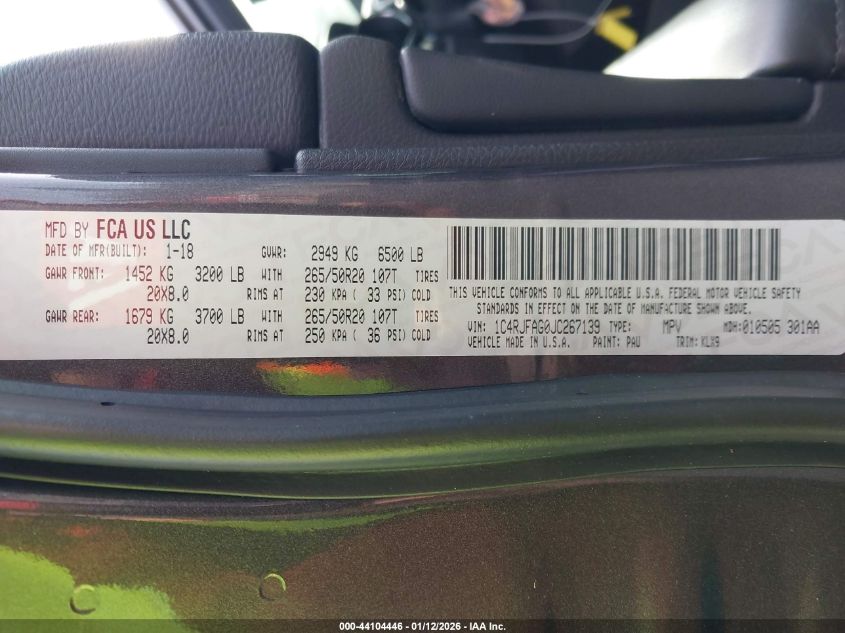 MFD BY FCA US LLC
DATE OF MFR(BUILT): 1-18 GVWR: 2949 KG 6500 LB
GAWR FRONT: 1452 KG 3200 LB WITH 265/50R20 107T TIRES
20X8.0 RIMS AT 230 KPA ( 33 PSI) COLD
GAWR REAR: 1679 KG 3700 LB WITH 265/50R20 107T TIRES
20X8.0 RIMS AT 250 KPA ( 36 PSI) COLD
THIS VEHICLE CONFORMS TO ALL APPLICABLE U.S.A. FEDERAL MOTOR VEHICLE SAFETY
STANDARDS IN EFFECT ON THE DATE OF MANUFACTURE SHOWN ABOVE.
VIN: 1C4RJFAG0JC267139 TYPE: MPV MDH: 010505 301AA
VEHICLE MADE IN U.S.A. PAINT: PAU TRIM: KLX9
000-44104446 - 01/12/2026 - IAA Inc.